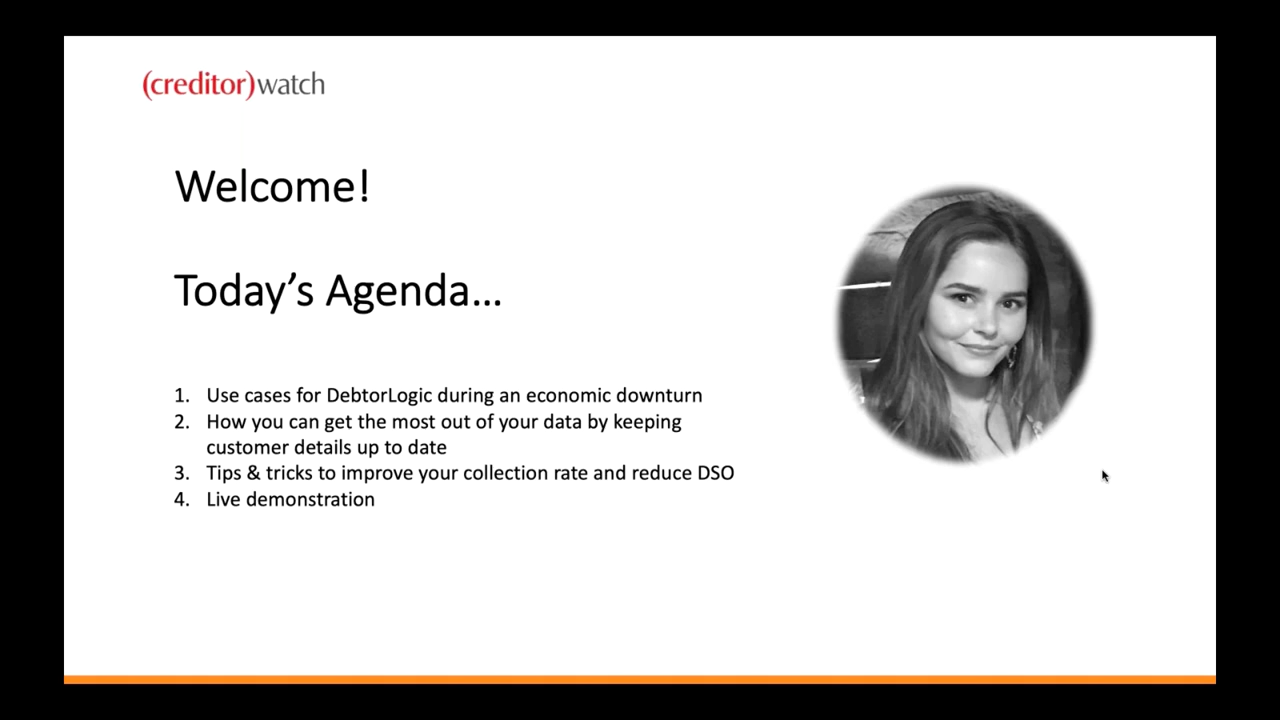 (creditor)watch
Welcome!
Today’s Agenda...
1. Use cases for DebtorLogic during an economic downturn
2. How you can get the most out of your data by keeping
customer details up to date
3. Tips & tricks to improve your collection rate and reduce DSO
4. Live demonstration